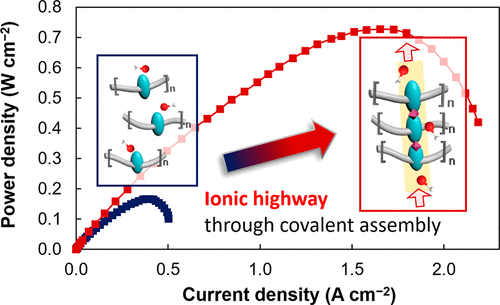 Power density (W cm⁻²)
0.8
0.7
0.6
0.5
0.4
0.3
0.2
0.1
0.0
[ ]n
[ ]n
[ ]n
[ ]n
[ ]n
[ ]n
Ionic highway
through covalent assembly
0.0 0.5 1.0 1.5 2.0
Current density (A cm⁻²)